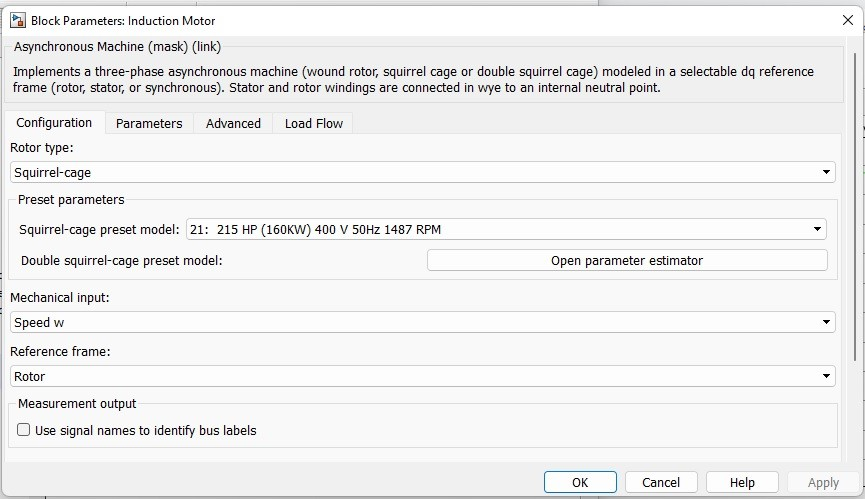 Block Parameters: Induction Motor
Asynchronous Machine (mask) (link)
Implements a three-phase asynchronous machine (wound rotor, squirrel cage or double squirrel cage) modeled in a selectable dq reference
frame (rotor, stator, or synchronous). Stator and rotor windings are connected in wye to an internal neutral point.
Configuration Parameters Advanced Load Flow
Rotor type:
Squirrel-cage
Preset parameters
Squirrel-cage preset model: 21: 215 HP (160KW) 400 V 50Hz 1487 RPM
Double squirrel-cage preset model: Open parameter estimator
Mechanical input:
Speed w
Reference frame:
Rotor
Measurement output
Use signal names to identify bus labels
OK Cancel Help Apply